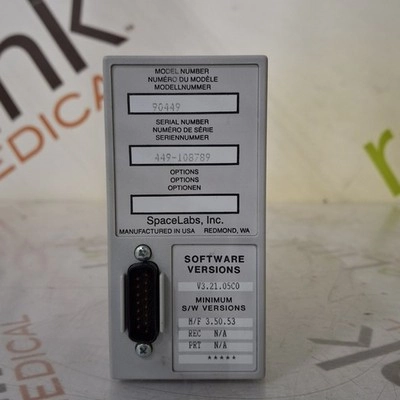 MODEL NUMBER
NUMÉRO DU MODÈLE
MODELLNUMMER
90449
SERIAL NUMBER
NUMÉRO DE SÉRIE
SERIENNUMMER
449-108789
OPTIONS
OPTIONS
OPTIONEN
SpaceLabs, Inc.
MANUFACTURED IN USA REDMOND, WA
SOFTWARE
VERSIONS
V3.21.05C0
MINIMUM
S/W VERSIONS
M/F 3.50.53
REC N/A
PRT N/A
*****
MEDICAL